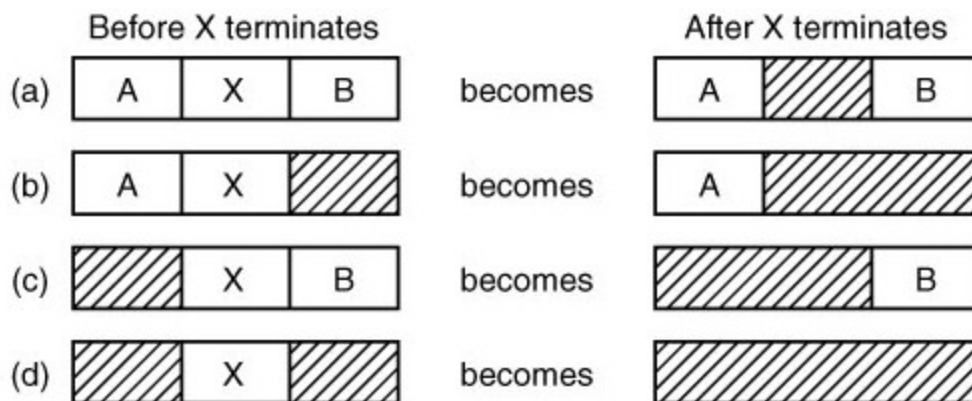 Before X terminates After X terminates
(a) A X B becomes A B
(b) A X becomes A
(c) X B becomes B
(d) X becomes